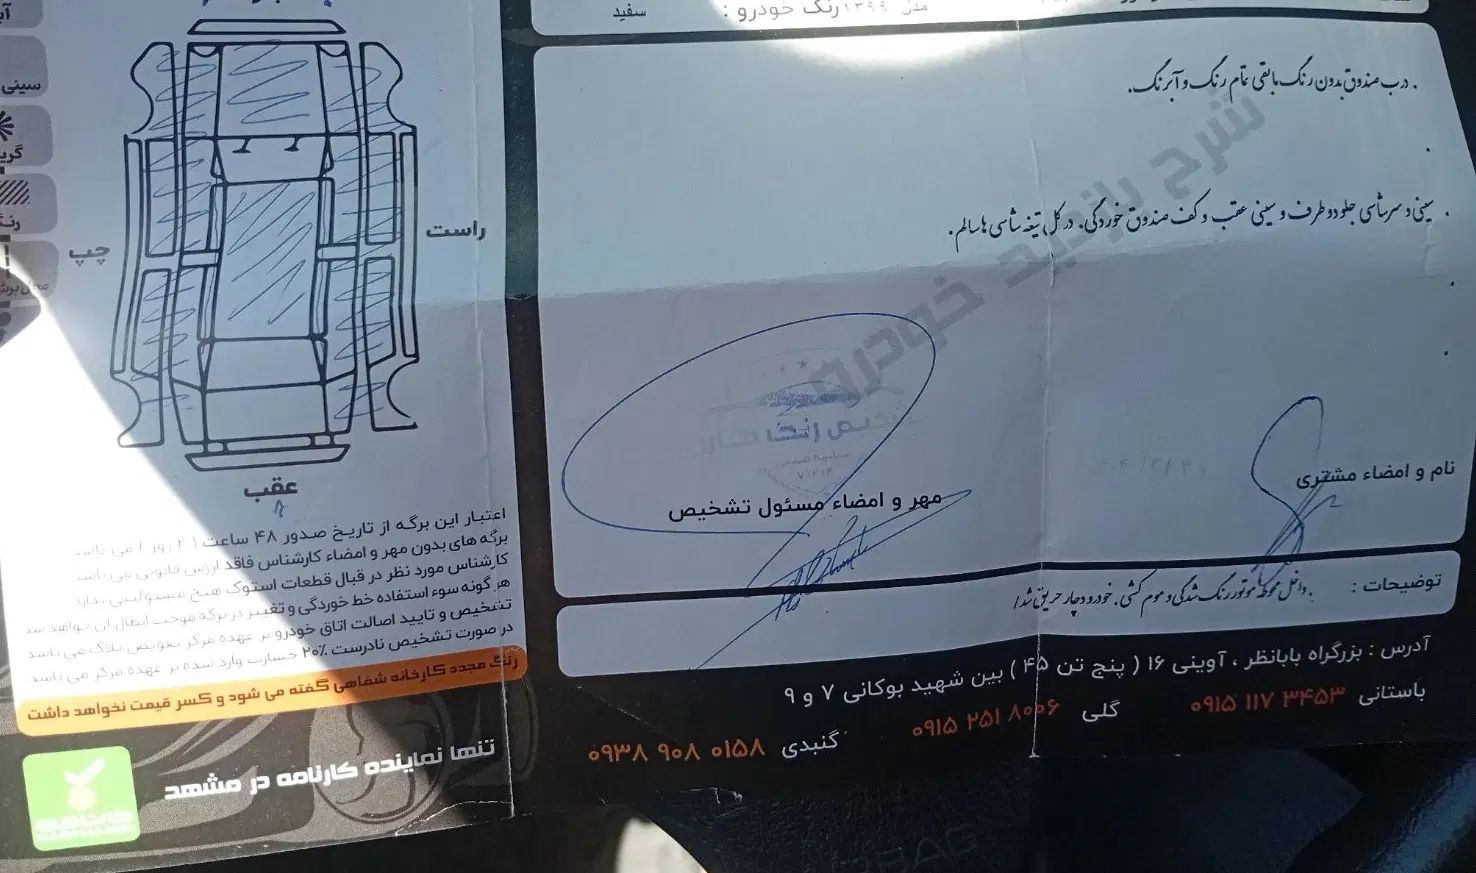 مدل ۱۳۹۹ رنگ خودرو : سفید
. درب صندوق بدون رنگ مابقی تمام رنگ و آبرنگ.
. سینی و سرشاسی جلو دو طرف و سینی عقب و کف صندوق خوردگی. در کل تیغه شاسی ها سالم.
شرح بازدید خودرو
نام و امضاء مشتری
مهر و امضاء مسئول تشخیص
توضیحات : . داخل محوطه موتور رنگ شدگی و موم کشی. خودرو دچار حریق شد!
آدرس : بزرگراه بابانظر ، آوینی ۱۶ ( پنج تن ۴۵ ) بین شهید بوکانی ۷ و ۹
باستانی ۰۹۱۵ ۱۱۷ ۳۴۵۳ گلی ۰۹۱۵ ۲۵۱ ۸۰۰۶ گنبدی ۰۹۳۸ ۹۰۸ ۰۱۵۸
سینی
راست
چپ
عقب
اعتبار این برگه از تاریخ صدور ۴۸ ساعت ( ۲ روز ) می باشد
برگه های بدون مهر و امضاء کارشناس فاقد ارزش قانونی می باشد
کارشناس مورد نظر در قبال قطعات استوک هیچ مسئولیتی ندارد
هرگونه سوء استفاده خط خوردگی و تغییر در برگه موجب ابطال آن خواهد شد
تشخیص و تایید اصالت اتاق خودرو بر عهده مرکز تعویض پلاک می باشد
در صورت تشخیص نادرست ۲۰٪ خسارت وارد شده بر عهده مرکز می باشد
رنگ مجدد کارخانه شفاهی گفته می شود و کسر قیمت نخواهد داشت
تنها نماینده کارنامه در مشهد